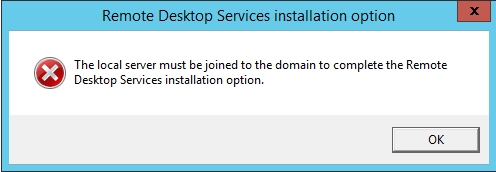 Remote Desktop Services installation option
x
The local server must be joined to the domain to complete the Remote
Desktop Services installation option.
OK